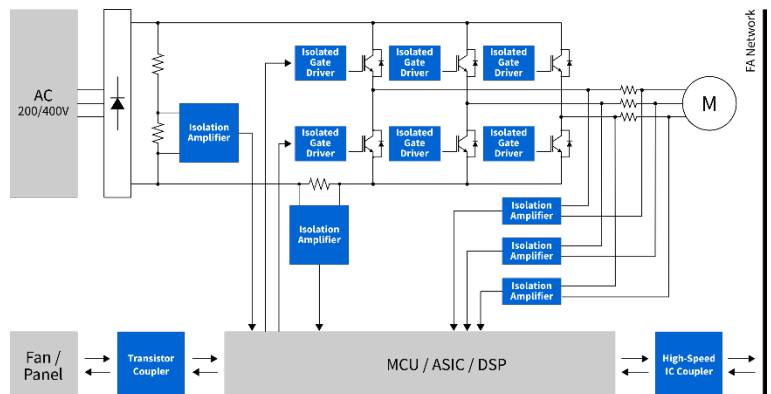 AC
200/400V
Isolation
Amplifier
Isolated
Gate
Driver
Isolated
Gate
Driver
Isolated
Gate
Driver
Isolated
Gate
Driver
Isolated
Gate
Driver
Isolated
Gate
Driver
M
FA Network
Isolation
Amplifier
Isolation
Amplifier
Isolation
Amplifier
Isolation
Amplifier
Fan /
Panel
Transistor
Coupler
MCU / ASIC / DSP
High-Speed
IC Coupler